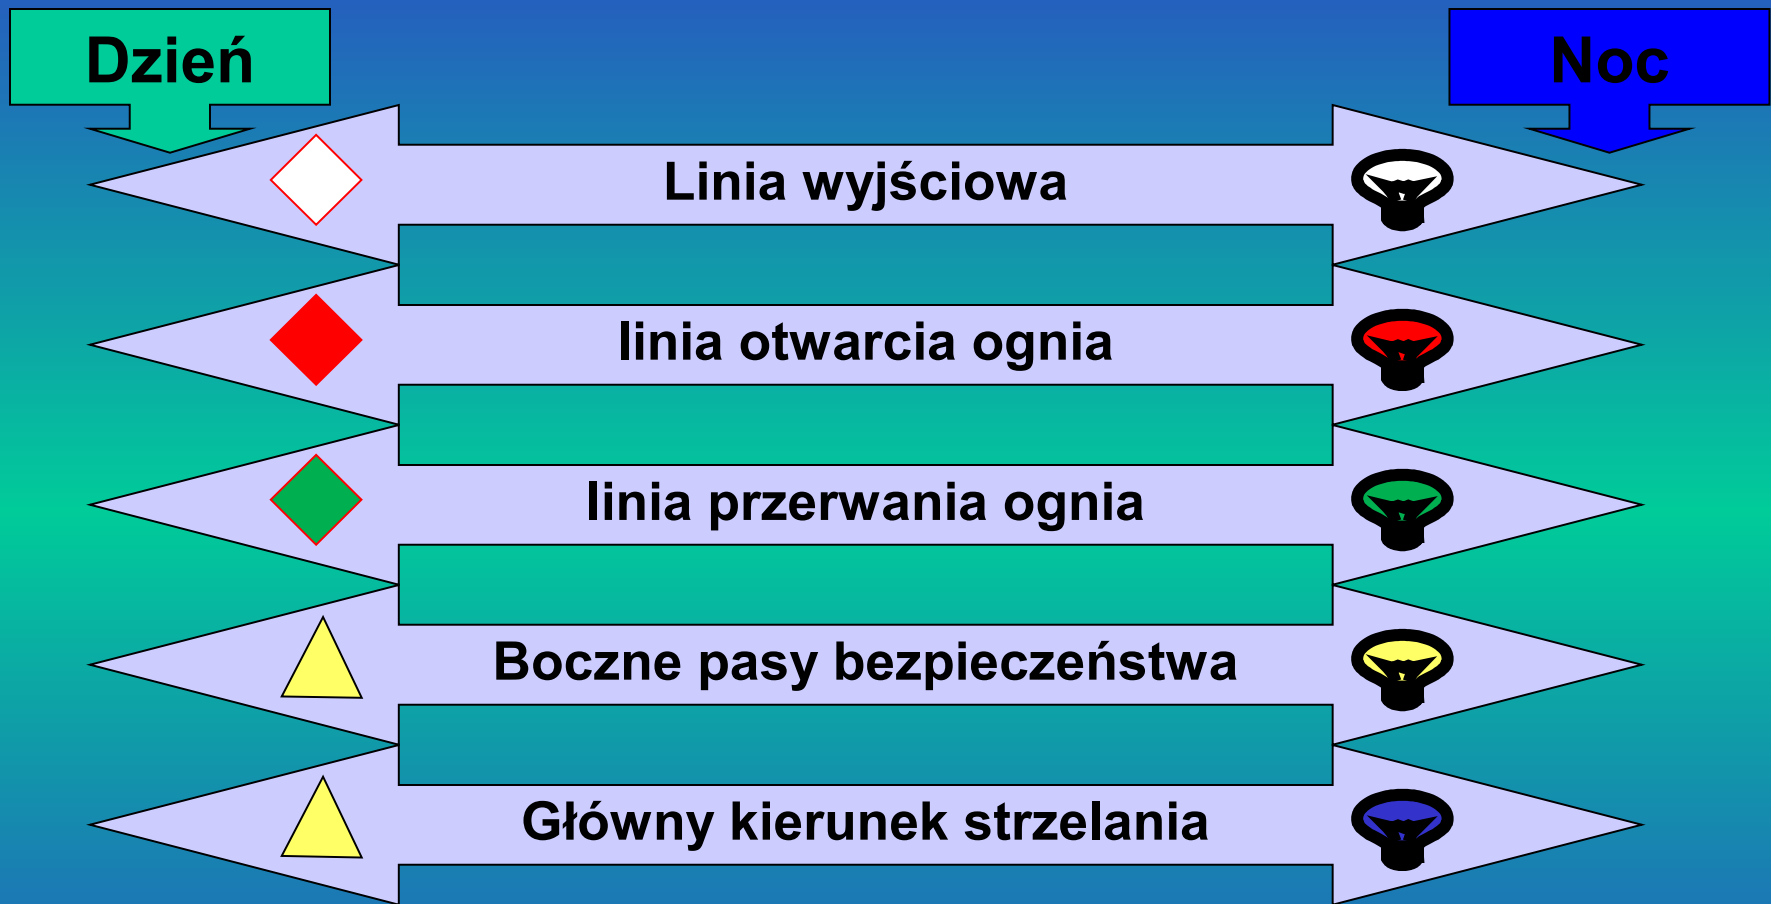 Dzień
Noc
Linia wyjściowa
linia otwarcia ognia
linia przerwania ognia
Boczne pasy bezpieczeństwa
Główny kierunek strzelania